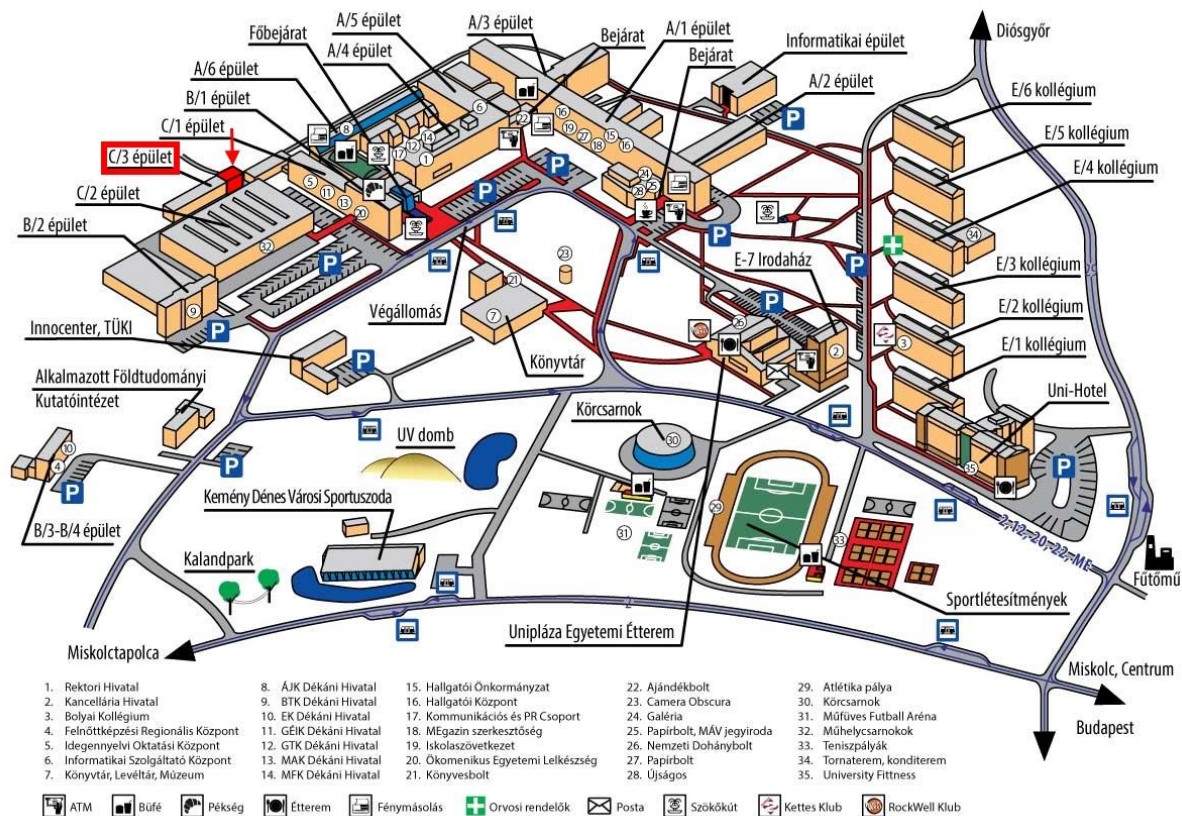 A/3 épület
A/5 épület
Bejárat
Diósgyőr
Főbejárat
A/4 épület
A/1 épület
Informatikai épület
Bejárat
A/6 épület
A/2 épület
E/6 kollégium
B/1 épület
C/1 épület
E/5 kollégium
C/3 épület
E/4 kollégium
C/2 épület
B/2 épület
E/3 kollégium
E-7 Irodaház
E/2 kollégium
Végállomás
Innocenter, TÜKI
E/1 kollégium
Könyvtár
Alkalmazott Földtudományi
Kutatóintézet
Uni-Hotel
Körcsarnok
UV domb
Kemény Dénes Városi Sportuszoda
B/3-B/4 épület
2, 12, 20, 22, ME
Kalandpark
Fűtőmű
Sportlétesítmények
Unipláza Egyetemi Étterem
Miskolctapolca
Miskolc, Centrum
Budapest
1. Rektori Hivatal
2. Kancellária Hivatal
3. Bolyai Kollégium
4. Felnőttképzési Regionális Központ
5. Idegennyelvi Oktatási Központ
6. Informatikai Szolgáltató Központ
7. Könyvtár, Levéltár, Múzeum
8. ÁJK Dékáni Hivatal
9. BTK Dékáni Hivatal
10. EK Dékáni Hivatal
11. GÉIK Dékáni Hivatal
12. GTK Dékáni Hivatal
13. MAK Dékáni Hivatal
14. MFK Dékáni Hivatal
15. Hallgatói Önkormányzat
16. Hallgatói Központ
17. Kommunikációs és PR Csoport
18. MEgazin szerkesztőség
19. Iskolaszövetkezet
20. Ökomenikus Egyetemi Lelkészség
21. Könyvesbolt
22. Ajándékbolt
23. Camera Obscura
24. Galéria
25. Papírbolt, MÁV jegyiroda
26. Nemzeti Dohánybolt
27. Papírbolt
28. Újságos
29. Atlétika pálya
30. Körcsarnok
31. Műfüves Futball Aréna
32. Műhelycsarnokok
33. Teniszpályák
34. Tornaterem, konditerem
35. University Fittness
ATM
Büfé
Pékség
Étterem
Fénymásolás
Orvosi rendelők
Posta
Szökőkút
Kettes Klub
RockWell Klub